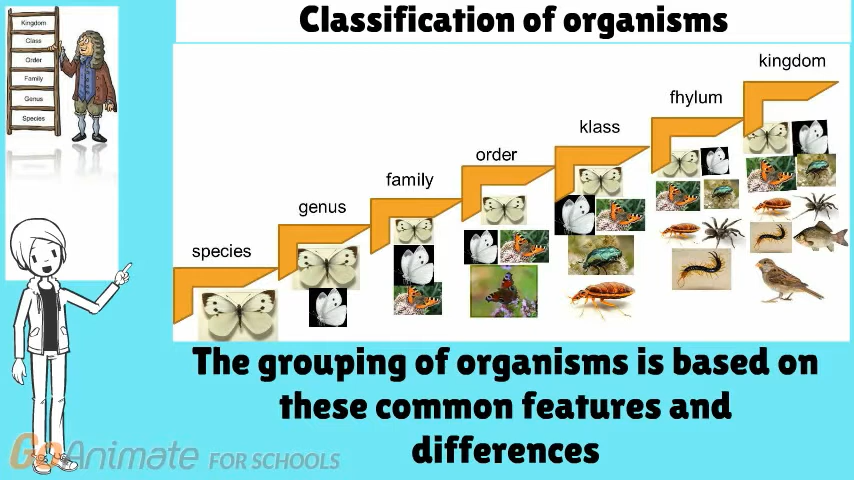 Classification of organisms
Kingdom
Class
Order
Family
Genus
Species
kingdom
fhylum
klass
order
family
genus
species
The grouping of organisms is based on
these common features and
differences
GoAnimate FOR SCHOOLS